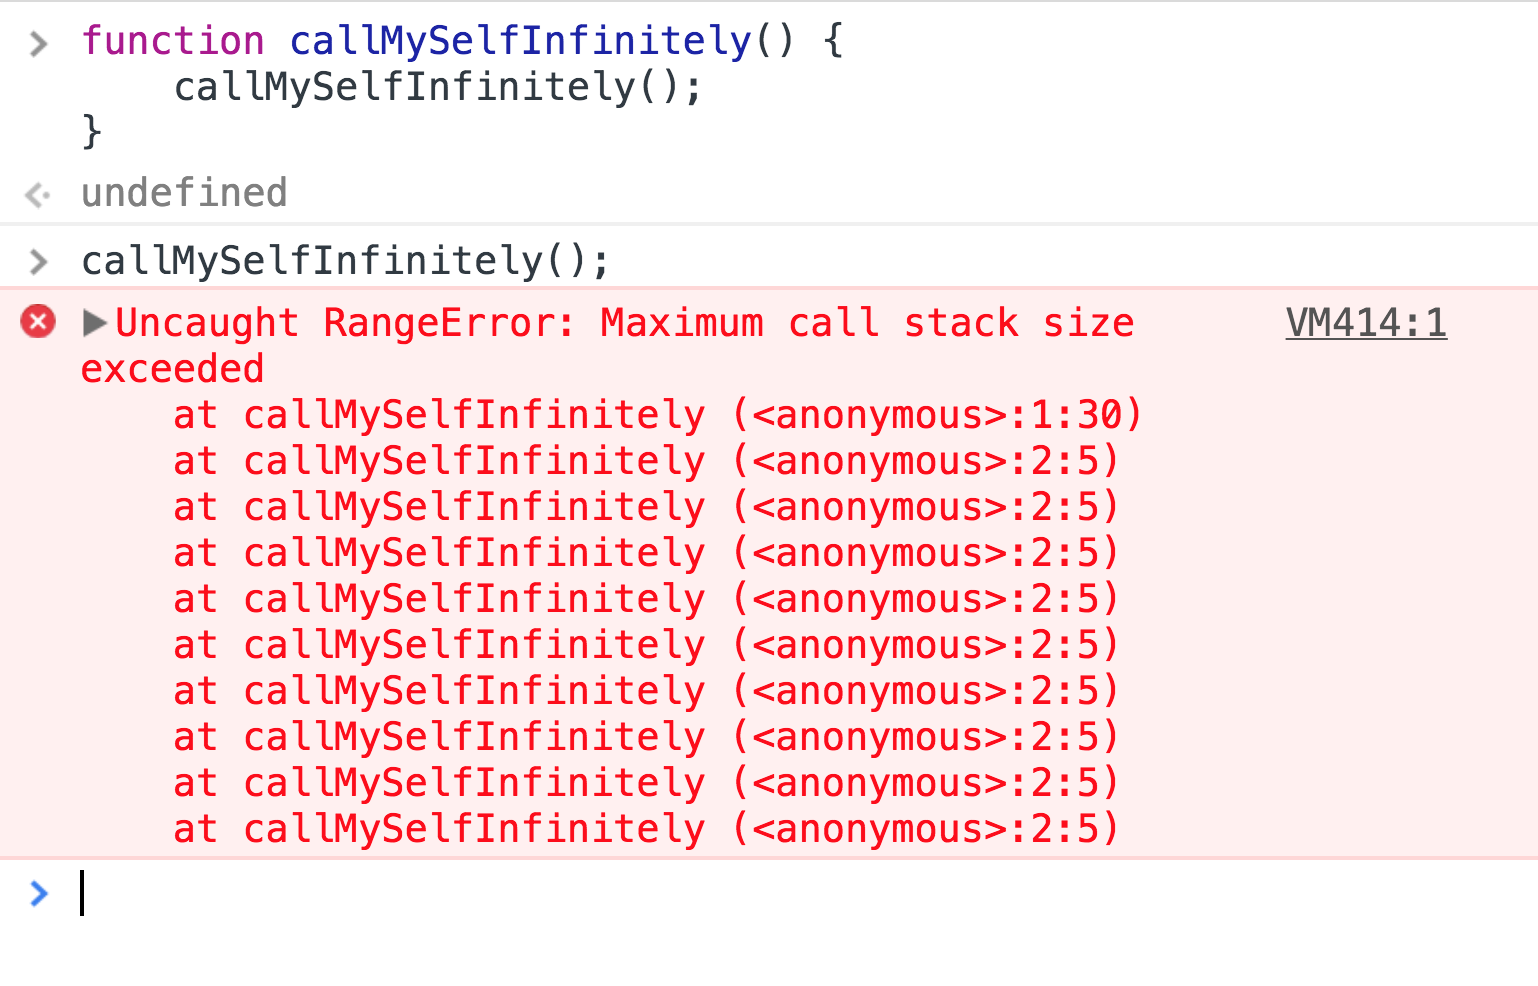 function callMySelfInfinitely() {
    callMySelfInfinitely();
}
undefined
callMySelfInfinitely();
Uncaught RangeError: Maximum call stack size VM414:1
exceeded
    at callMySelfInfinitely (<anonymous>:1:30)
    at callMySelfInfinitely (<anonymous>:2:5)
    at callMySelfInfinitely (<anonymous>:2:5)
    at callMySelfInfinitely (<anonymous>:2:5)
    at callMySelfInfinitely (<anonymous>:2:5)
    at callMySelfInfinitely (<anonymous>:2:5)
    at callMySelfInfinitely (<anonymous>:2:5)
    at callMySelfInfinitely (<anonymous>:2:5)
    at callMySelfInfinitely (<anonymous>:2:5)
    at callMySelfInfinitely (<anonymous>:2:5)